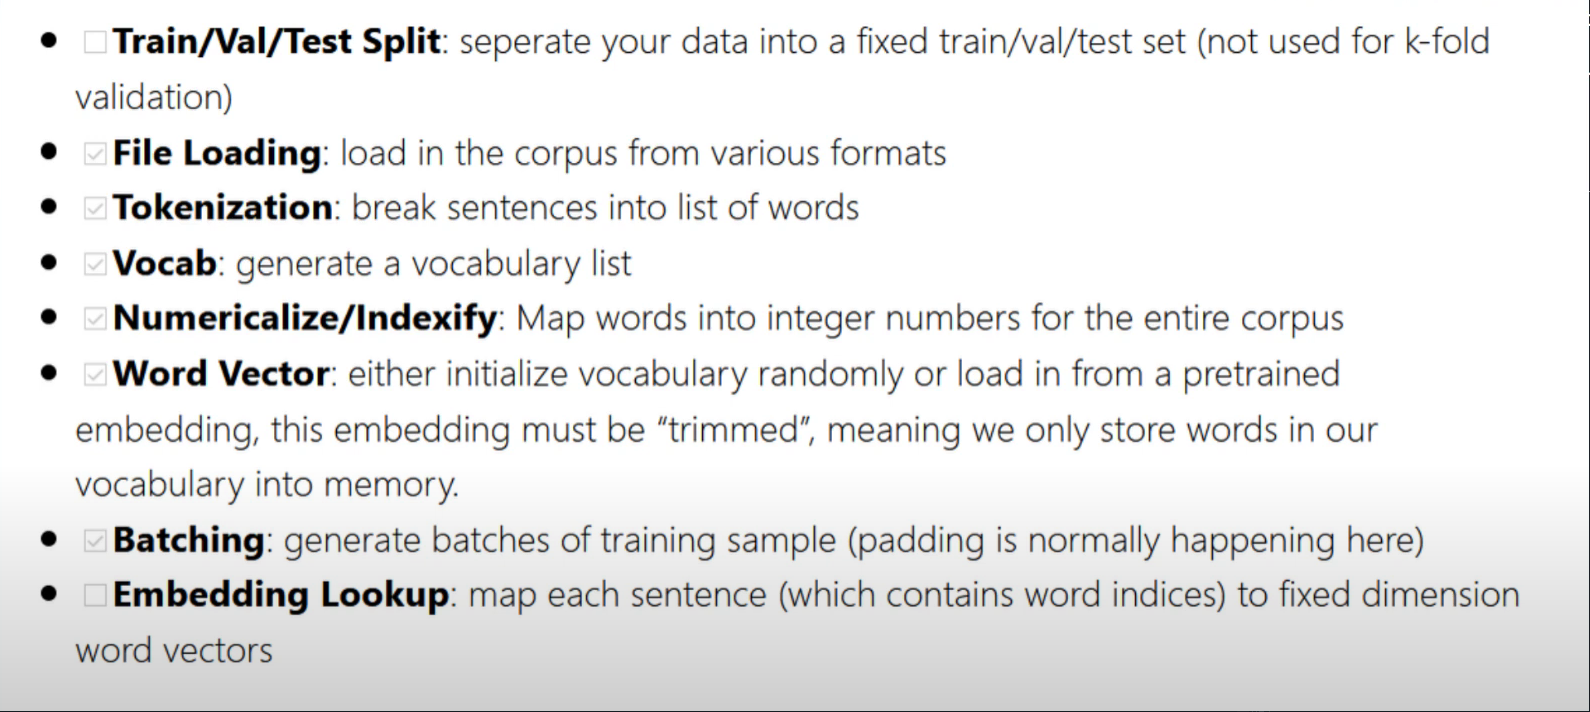 • ☐ Train/Val/Test Split: seperate your data into a fixed train/val/test set (not used for k-fold
validation)
• ☑ File Loading: load in the corpus from various formats
• ☑ Tokenization: break sentences into list of words
• ☑ Vocab: generate a vocabulary list
• ☑ Numericalize/Indexify: Map words into integer numbers for the entire corpus
• ☑ Word Vector: either initialize vocabulary randomly or load in from a pretrained
embedding, this embedding must be “trimmed”, meaning we only store words in our
vocabulary into memory.
• ☑ Batching: generate batches of training sample (padding is normally happening here)
• ☐ Embedding Lookup: map each sentence (which contains word indices) to fixed dimension
word vectors